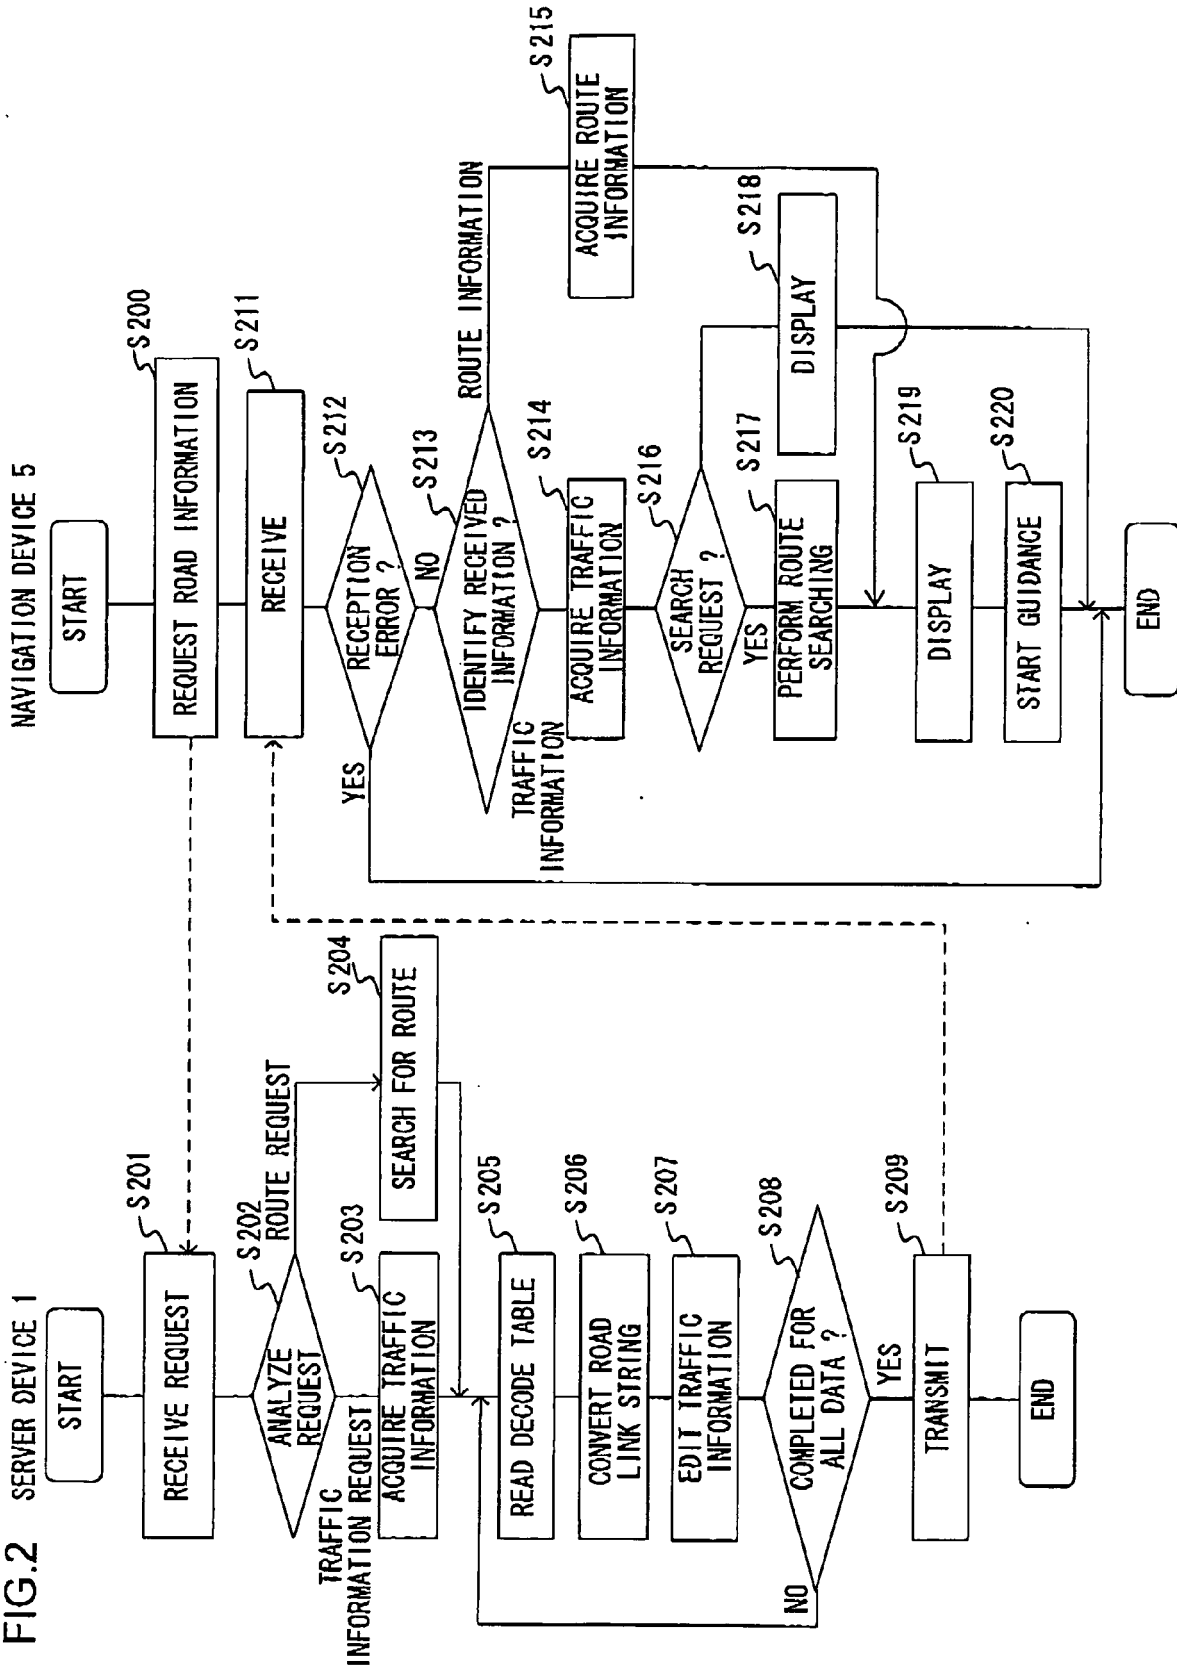 FIG.2
SERVER DEVICE 1
START
RECEIVE REQUEST
S201
ANALYZE
REQUEST
S202
ROUTE REQUEST
TRAFFIC
INFORMATION REQUEST
ACQUIRE TRAFFIC
INFORMATION
S203
SEARCH FOR ROUTE
S204
READ DECODE TABLE
S205
CONVERT ROAD
LINK STRING
S206
EDIT TRAFFIC
INFORMATION
S207
COMPLETED FOR
ALL DATA ?
S208
NO
YES
TRANSMIT
S209
END
NAVIGATION DEVICE 5
START
REQUEST ROAD INFORMATION
S200
RECEIVE
S211
RECEPTION
ERROR ?
S212
YES
NO
IDENTIFY RECEIVED
INFORMATION ?
S213
ROUTE INFORMATION
TRAFFIC
INFORMATION
ACQUIRE TRAFFIC
INFORMATION
S214
ACQUIRE ROUTE
INFORMATION
S215
SEARCH
REQUEST ?
S216
YES
PERFORM ROUTE
SEARCHING
S217
DISPLAY
S218
DISPLAY
S219
START GUIDANCE
S220
END